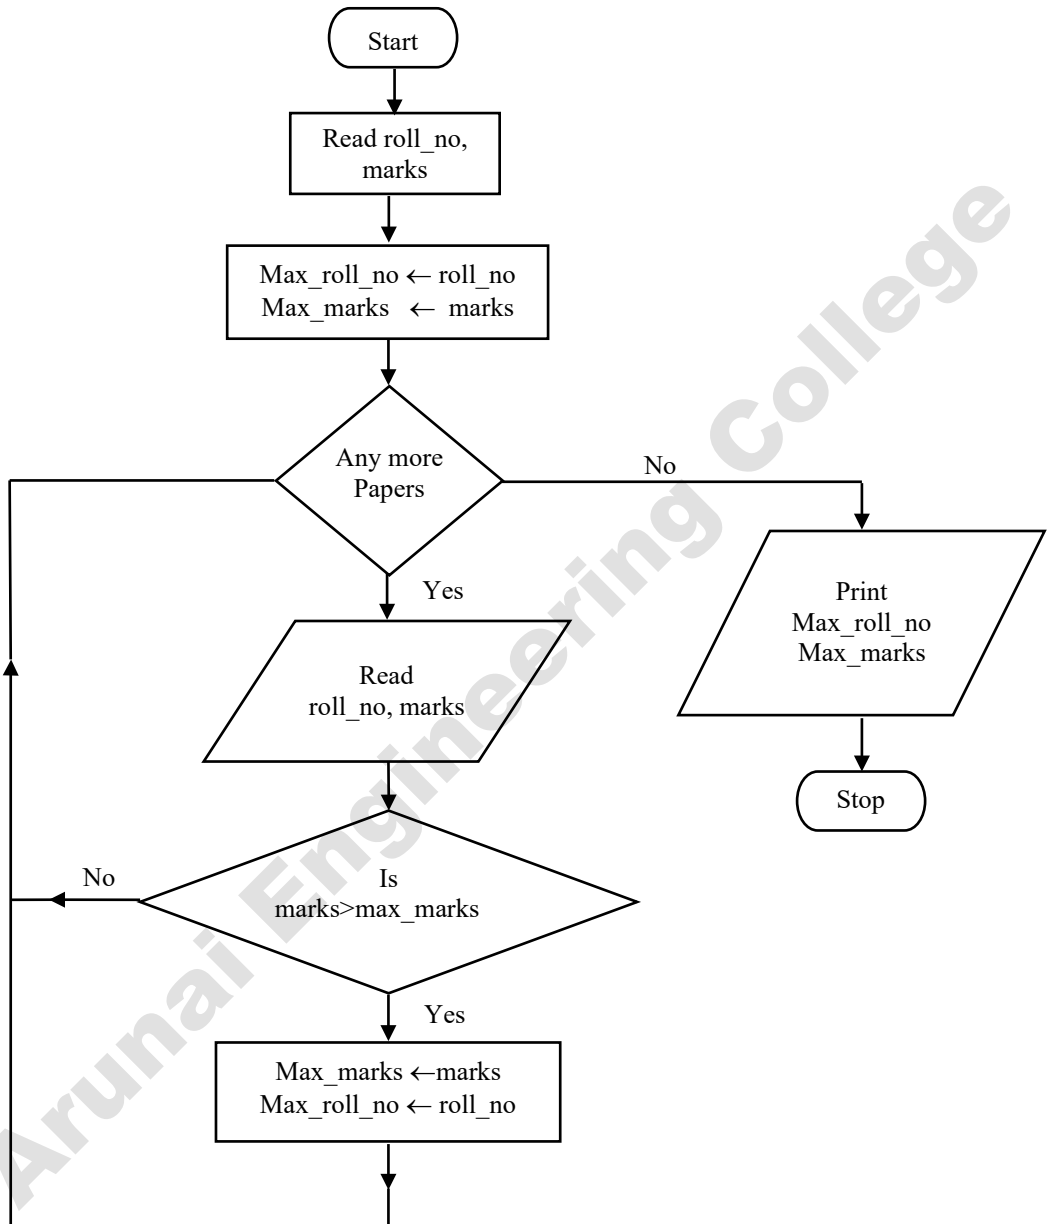 Start
Read roll_no,
marks
Max_roll_no ← roll_no
Max_marks ← marks
Any more
Papers
No
Yes
Print
Max_roll_no
Max_marks
Read
roll_no, marks
Stop
No
Is
marks>max_marks
Yes
Max_marks ←marks
Max_roll_no ← roll_no
Arunai Engineering College